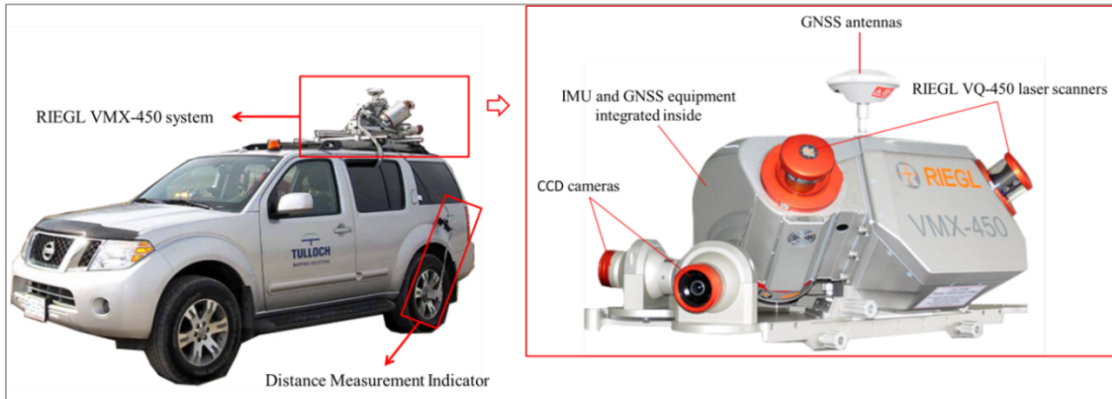 GNSS antennas
RIEGL VMX-450 system
IMU and GNSS equipment
integrated inside
RIEGL VQ-450 laser scanners
CCD cameras
RIEGL
VMX-450
TULLOCH
Distance Measurement Indicator